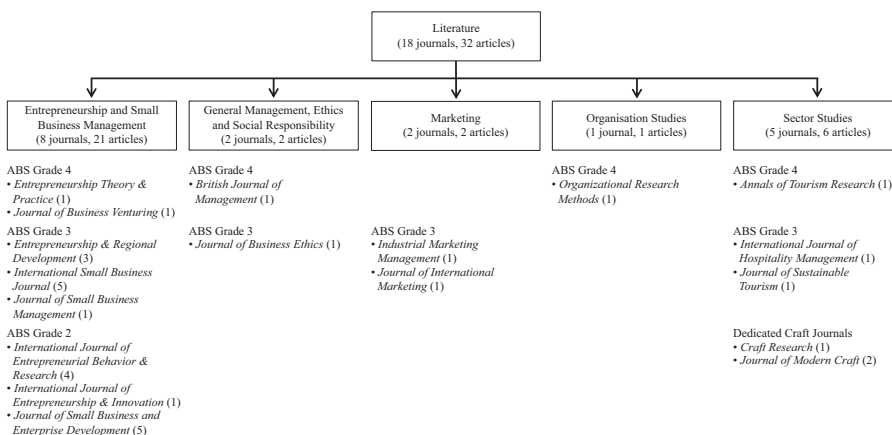 Literature
(18 journals, 32 articles)
Entrepreneurship and Small
Business Management
(8 journals, 21 articles)
General Management, Ethics
and Social Responsibility
(2 journals, 2 articles)
Marketing
(2 journals, 2 articles)
Organisation Studies
(1 journal, 1 articles)
Sector Studies
(5 journals, 6 articles)
ABS Grade 4
• Entrepreneurship Theory &
Practice (1)
• Journal of Business Venturing (1)
ABS Grade 3
• Entrepreneurship & Regional
Development (3)
• International Small Business
Journal (5)
• Journal of Small Business
Management (1)
ABS Grade 2
• International Journal of
Entrepreneurial Behavior &
Research (4)
• International Journal of
Entrepreneurship & Innovation (1)
• Journal of Small Business and
Enterprise Development (5)
ABS Grade 4
• British Journal of
Management (1)
ABS Grade 3
• Journal of Business Ethics (1)
ABS Grade 3
• Industrial Marketing
Management (1)
• Journal of International
Marketing (1)
ABS Grade 4
• Organizational Research
Methods (1)
ABS Grade 4
• Annals of Tourism Research (1)
ABS Grade 3
• International Journal of
Hospitality Management (1)
• Journal of Sustainable
Tourism (1)
Dedicated Craft Journals
• Craft Research (1)
• Journal of Modern Craft (2)